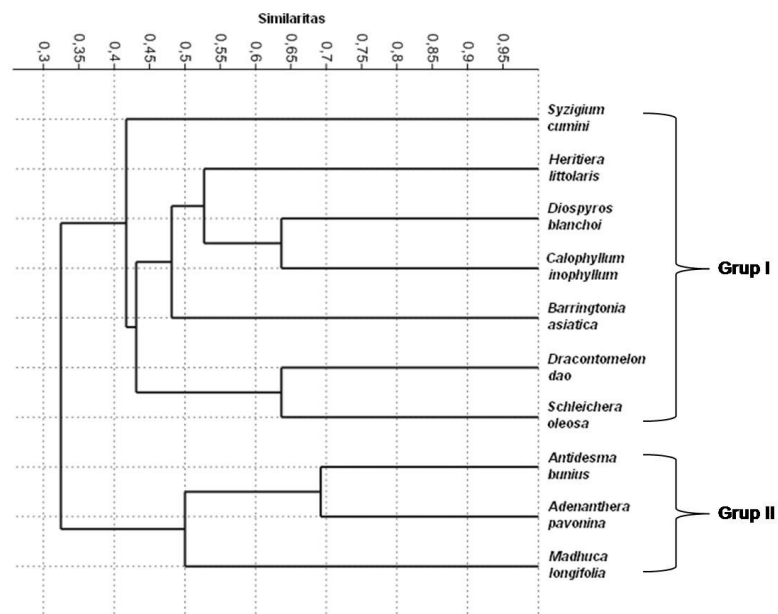 Similaritas
0,3
0,35
0,4
0,45
0,5
0,55
0,6
0,65
0,7
0,75
0,8
0,85
0,9
0,95
Syzigium
cumini
Heritiera
littolaris
Diospyros
blanchoi
Calophyllum
inophyllum
Grup I
Barringtonia
asiatica
Dracontomelon
dao
Schleichera
oleosa
Antidesma
bunius
Adenanthera
pavonina
Grup II
Madhuca
longifolia